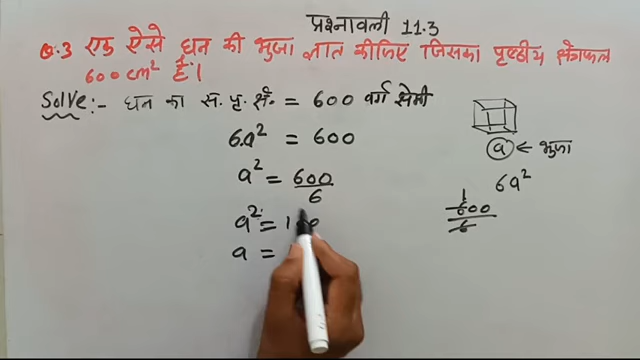 प्रश्नावली 11.3
Q.3 एक ऐसे घन की भुजा ज्ञात कीजिए जिसका पृष्ठीय क्षेत्रफल
600 cm² है।
Solve:- घन का स. पृ. क्षे. = 600 वर्ग सेमी
6a² = 600
a² = 600/6
a² = 100
a =
a ← भुजा
6a²
1
600/6